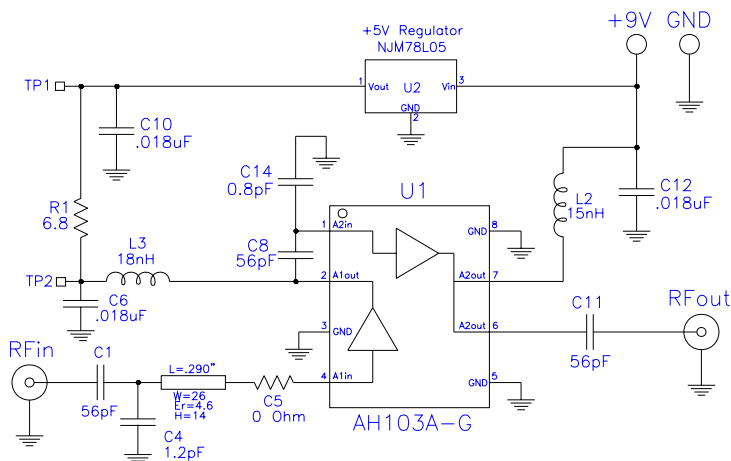 +9V GND
+5V Regulator
NJM78L05
TP1
1
Vout
U2
Vin
3
GND
2
C10
.018uF
C14
0.8pF
U1
L2
15nH
C12
.018uF
R1
6.8
L3
18nH
C8
56pF
1
A2in
GND
8
TP2
2
A1out
A2out
7
C6
.018uF
3
GND
A2out
6
C11
56pF
RFout
RFin
C1
56pF
L=.290"
W=26
Er=4.6
H=14
C5
0 Ohm
4
A1in
GND
5
C4
1.2pF
AH103A-G